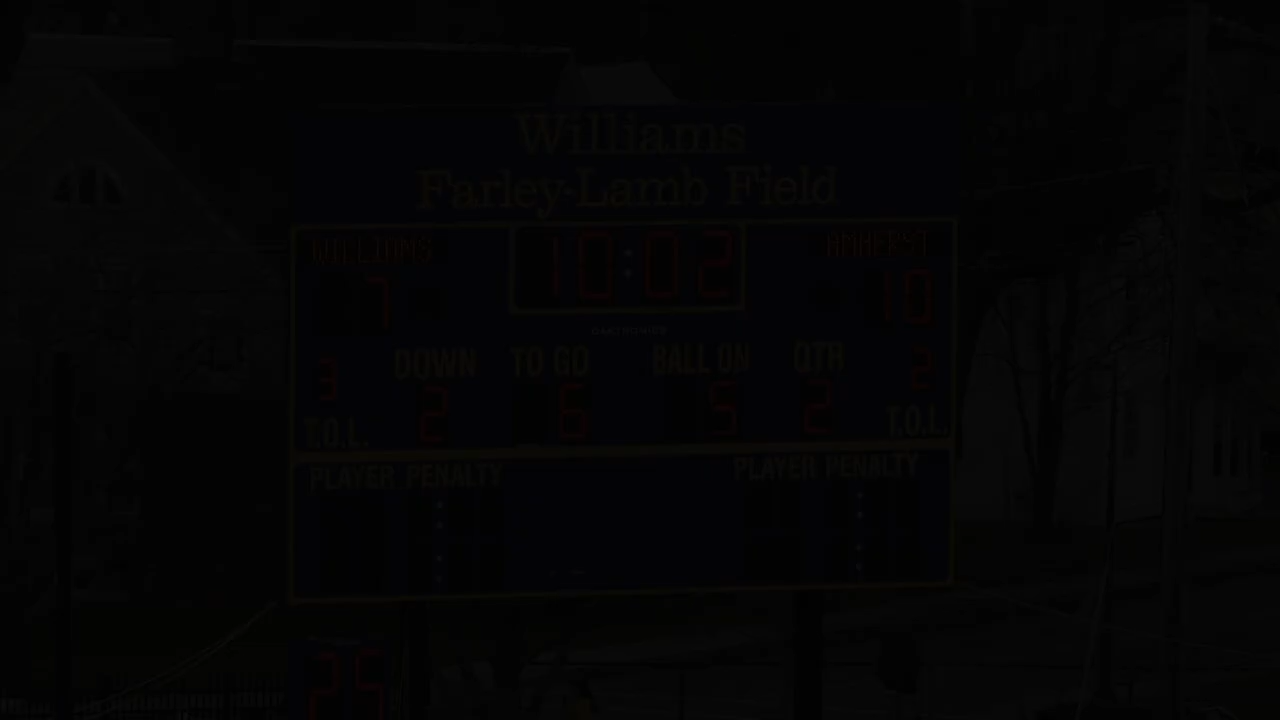 Williams
Farley-Lamb Field
WILLIAMS 10:02 AMHERST
7 10
DAKTRONICS
DOWN TO GO BALL ON QTR
3 2 6 5 2 2
T.O.L. T.O.L.
PLAYER PENALTY PLAYER PENALTY
25